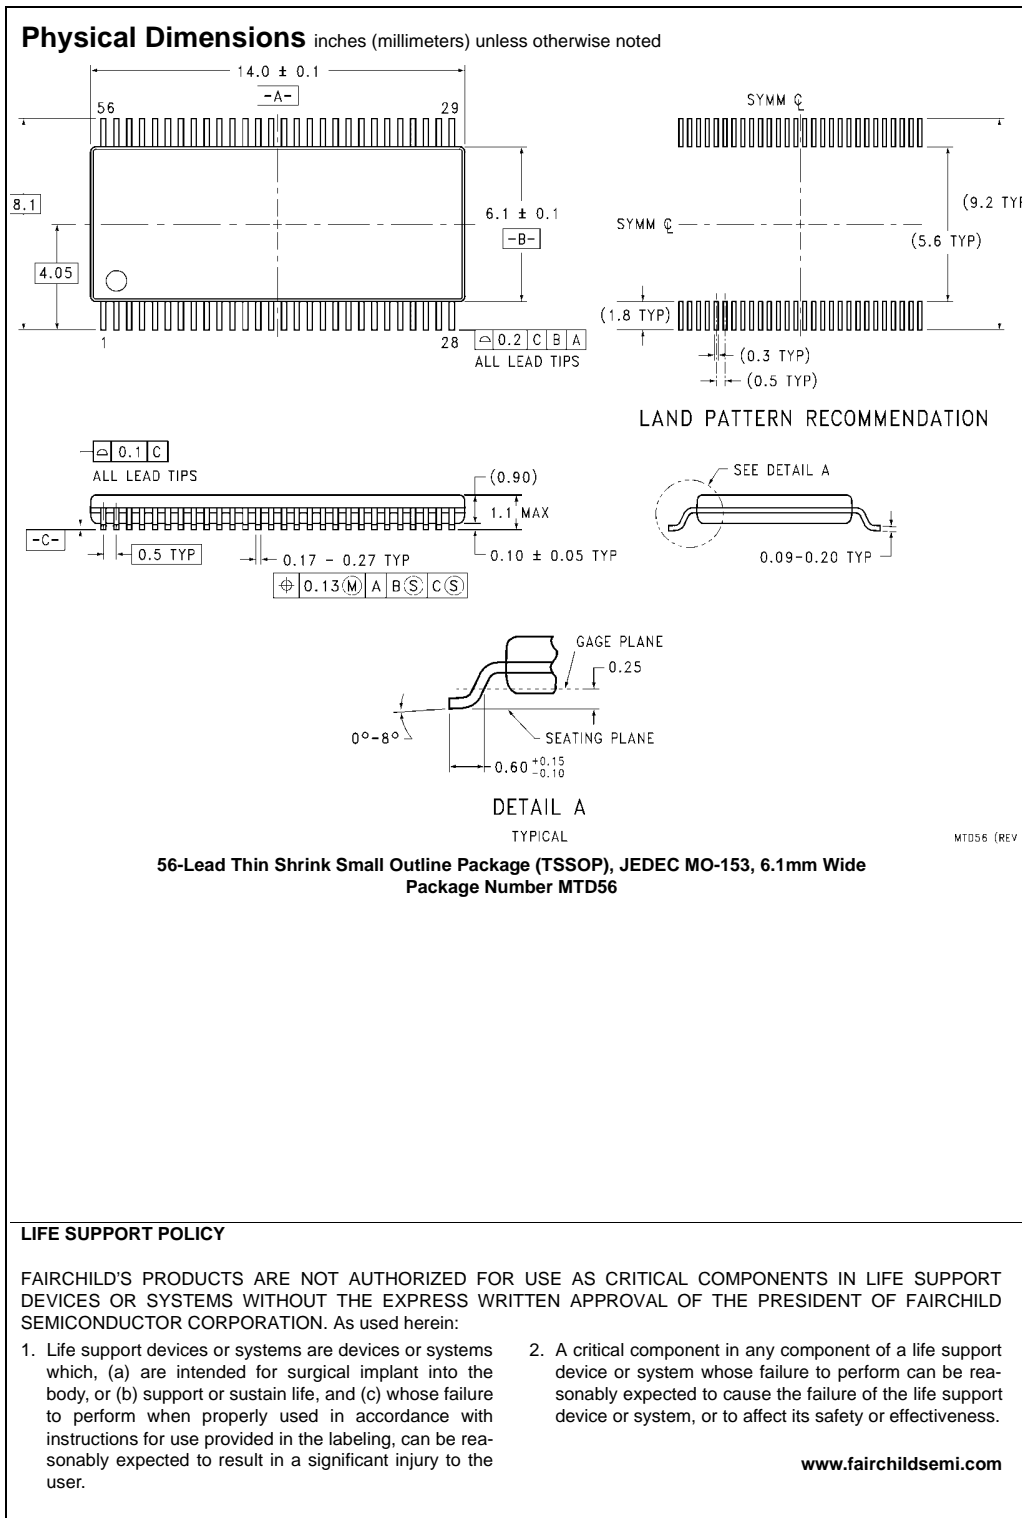 Physical Dimensions inches (millimeters) unless otherwise noted
14.0 ± 0.1
-A-
56
29
8.1
4.05
6.1 ± 0.1
-B-
1
28
⌓ 0.2 C B A
ALL LEAD TIPS
SYMM ℄
(9.2 TYP
SYMM ℄
(5.6 TYP)
(1.8 TYP)
(0.3 TYP)
(0.5 TYP)
LAND PATTERN RECOMMENDATION
⌓ 0.1 C
ALL LEAD TIPS
(0.90)
1.1 MAX
-C-
0.5 TYP
0.17 - 0.27 TYP
0.10 ± 0.05 TYP
⌖ 0.13Ⓜ A BⓈ CⓈ
SEE DETAIL A
0.09-0.20 TYP
GAGE PLANE
0.25
0°-8°
SEATING PLANE
0.60 +0.15 -0.10
DETAIL A
TYPICAL
MTD56 (REV
56-Lead Thin Shrink Small Outline Package (TSSOP), JEDEC MO-153, 6.1mm Wide
Package Number MTD56
LIFE SUPPORT POLICY
FAIRCHILD'S PRODUCTS ARE NOT AUTHORIZED FOR USE AS CRITICAL COMPONENTS IN LIFE SUPPORT
DEVICES OR SYSTEMS WITHOUT THE EXPRESS WRITTEN APPROVAL OF THE PRESIDENT OF FAIRCHILD
SEMICONDUCTOR CORPORATION. As used herein:
1. Life support devices or systems are devices or systems
which, (a) are intended for surgical implant into the
body, or (b) support or sustain life, and (c) whose failure
to perform when properly used in accordance with
instructions for use provided in the labeling, can be rea-
sonably expected to result in a significant injury to the
user.
2. A critical component in any component of a life support
device or system whose failure to perform can be rea-
sonably expected to cause the failure of the life support
device or system, or to affect its safety or effectiveness.
www.fairchildsemi.com